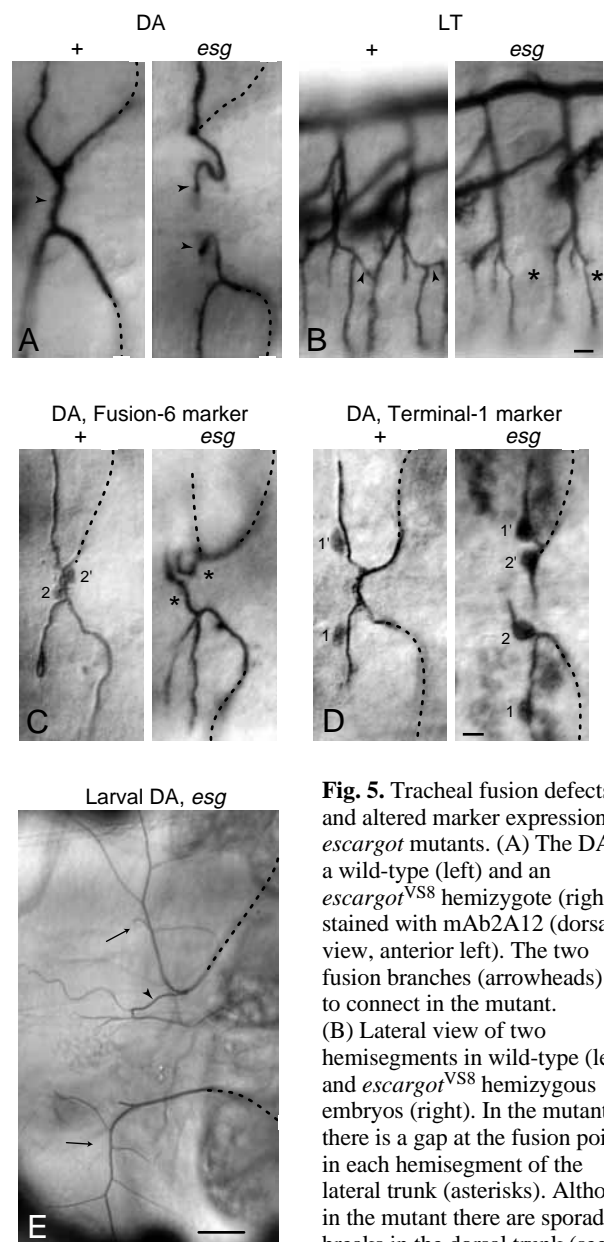 DA LT
+ esg + esg
A B
* *
DA, Fusion-6 marker DA, Terminal-1 marker
+ esg + esg
2 2' * * 1' 1 1' 2' 2 1
C D
Larval DA, esg
E
Fig. 5. Tracheal fusion defects
and altered marker expression
escargot mutants. (A) The DA
a wild-type (left) and an
escargotVS8 hemizygote (righ
stained with mAb2A12 (dorsa
view, anterior left). The two
fusion branches (arrowheads)
to connect in the mutant.
(B) Lateral view of two
hemisegments in wild-type (le
and escargotVS8 hemizygous
embryos (right). In the mutant
there is a gap at the fusion poi
in each hemisegment of the
lateral trunk (asterisks). Altho
in the mutant there are sporad